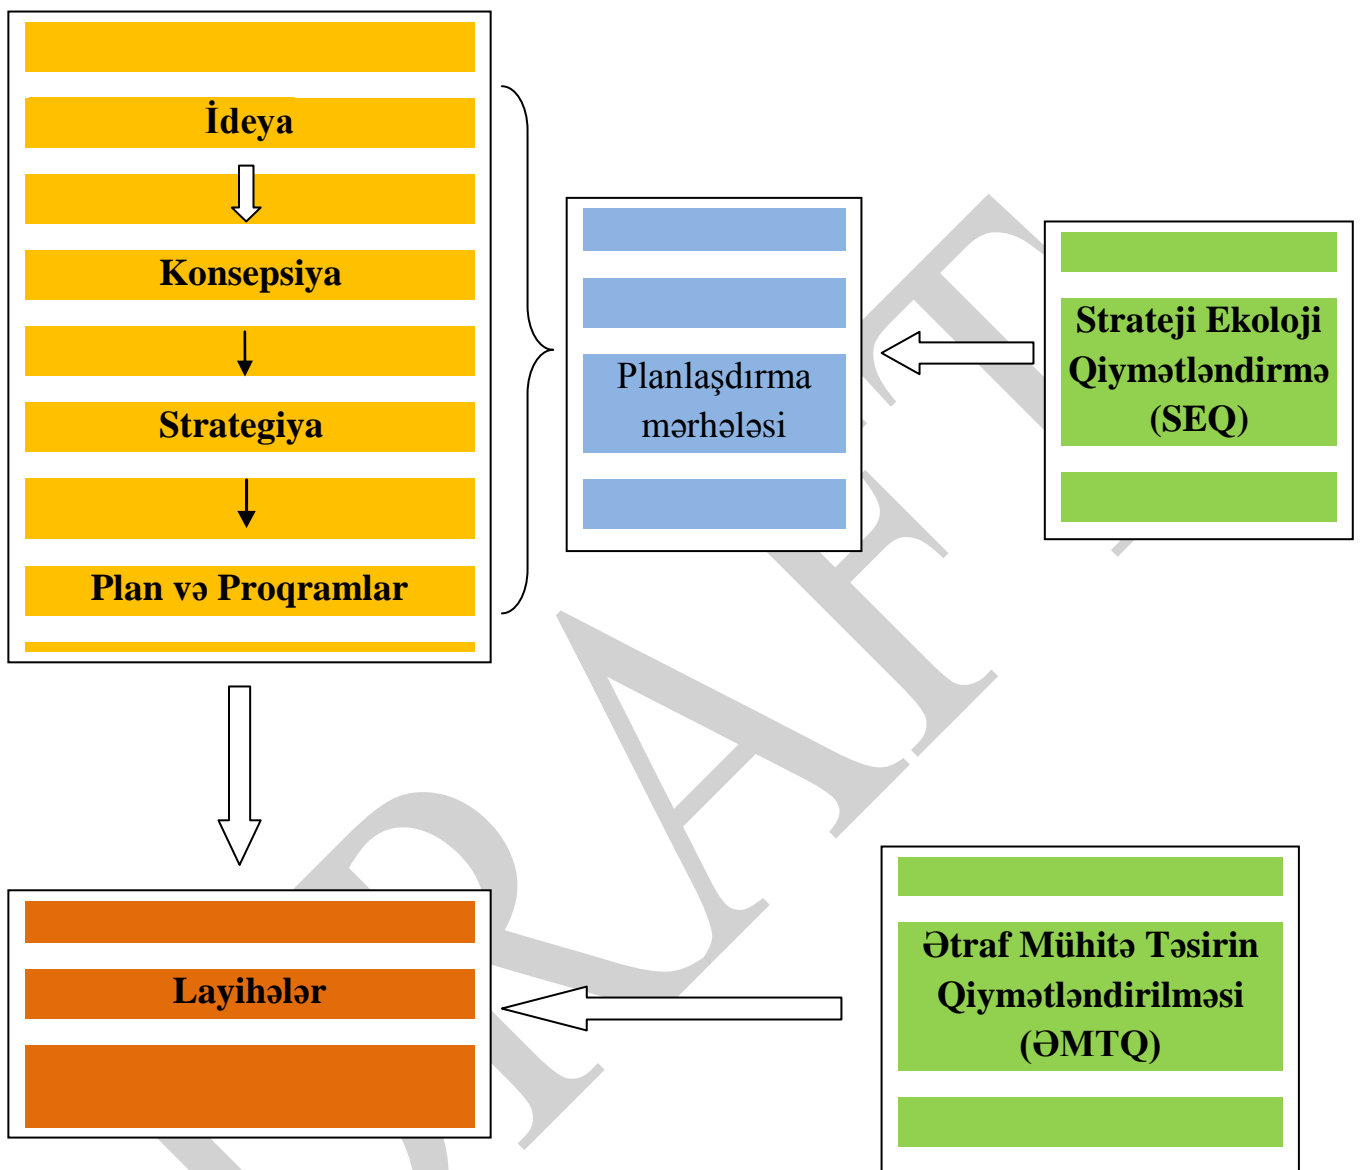 İdeya
Konsepsiya
Strategiya
Plan və Proqramlar
Planlaşdırma
mərhələsi
Strateji Ekoloji
Qiymətləndirmə
(SEQ)
Layihələr
Ətraf Mühitə Təsirin
Qiymətləndirilməsi
(ƏMTQ)
DRAFT